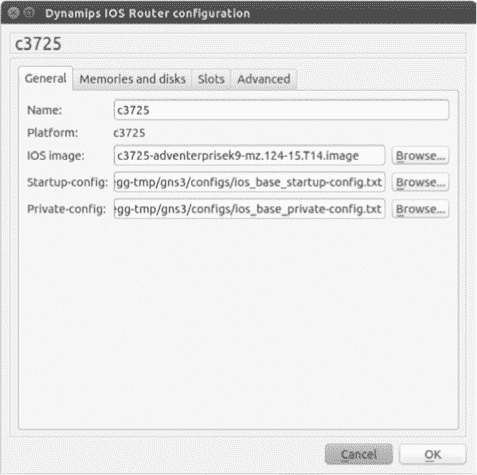 Dynamips IOS Router configuration
c3725
General Memories and disks Slots Advanced
Name: c3725
Platform: c3725
IOS image: c3725-adventerprisek9-mz.124-15.T14.image Browse...
Startup-config: gg-tmp/gns3/configs/ios_base_startup-config.txt Browse...
Private-config: gg-tmp/gns3/configs/ios_base_private-config.txt Browse...
Cancel OK